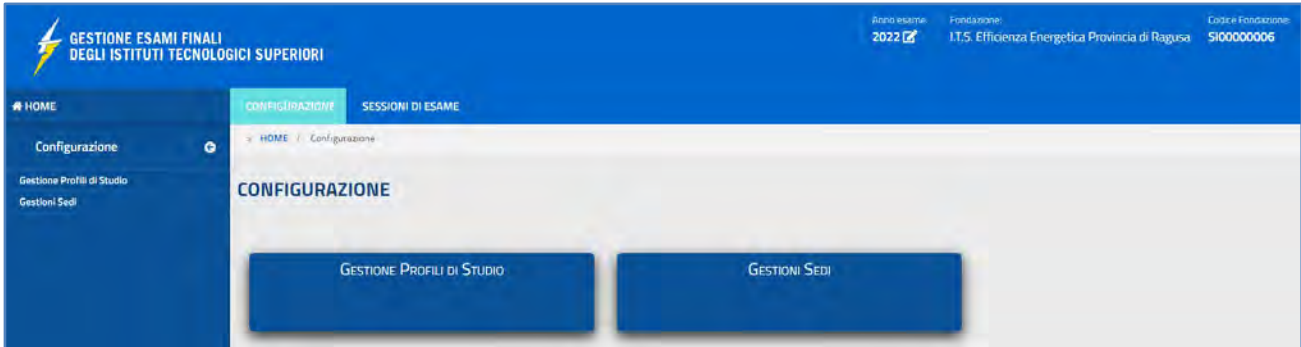 GESTIONE ESAMI FINALI
DEGLI ISTITUTI TECNOLOGICI SUPERIORI
Anno esame:
2022
Fondazione:
I.T.S. Efficienza Energetica Provincia di Ragusa
Codice Fondazione:
SI00000006
HOME
CONFIGURAZIONE
SESSIONI DI ESAME
Configurazione
HOME / Configurazione
Gestione Profili di Studio
Gestioni Sedi
CONFIGURAZIONE
GESTIONE PROFILI DI STUDIO
GESTIONI SEDI